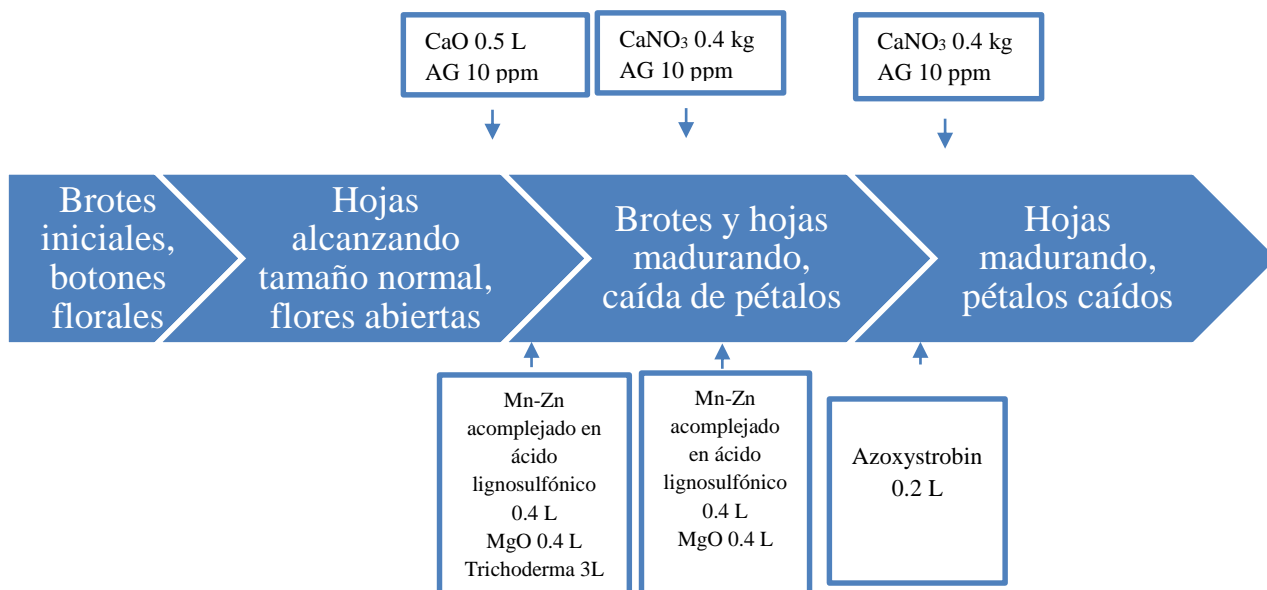 CaO 0.5 L
AG 10 ppm
CaNO₃ 0.4 kg
AG 10 ppm
CaNO₃ 0.4 kg
AG 10 ppm
Brotes
iniciales,
botones
florales
Hojas
alcanzando
tamaño normal,
flores abiertas
Brotes y hojas
madurando,
caída de pétalos
Hojas
madurando,
pétalos caídos
Mn-Zn
acomplejado en
ácido
lignosulfónico
0.4 L
MgO 0.4 L
Trichoderma 3L
Mn-Zn
acomplejado
en ácido
lignosulfónico
0.4 L
MgO 0.4 L
Azoxystrobin
0.2 L